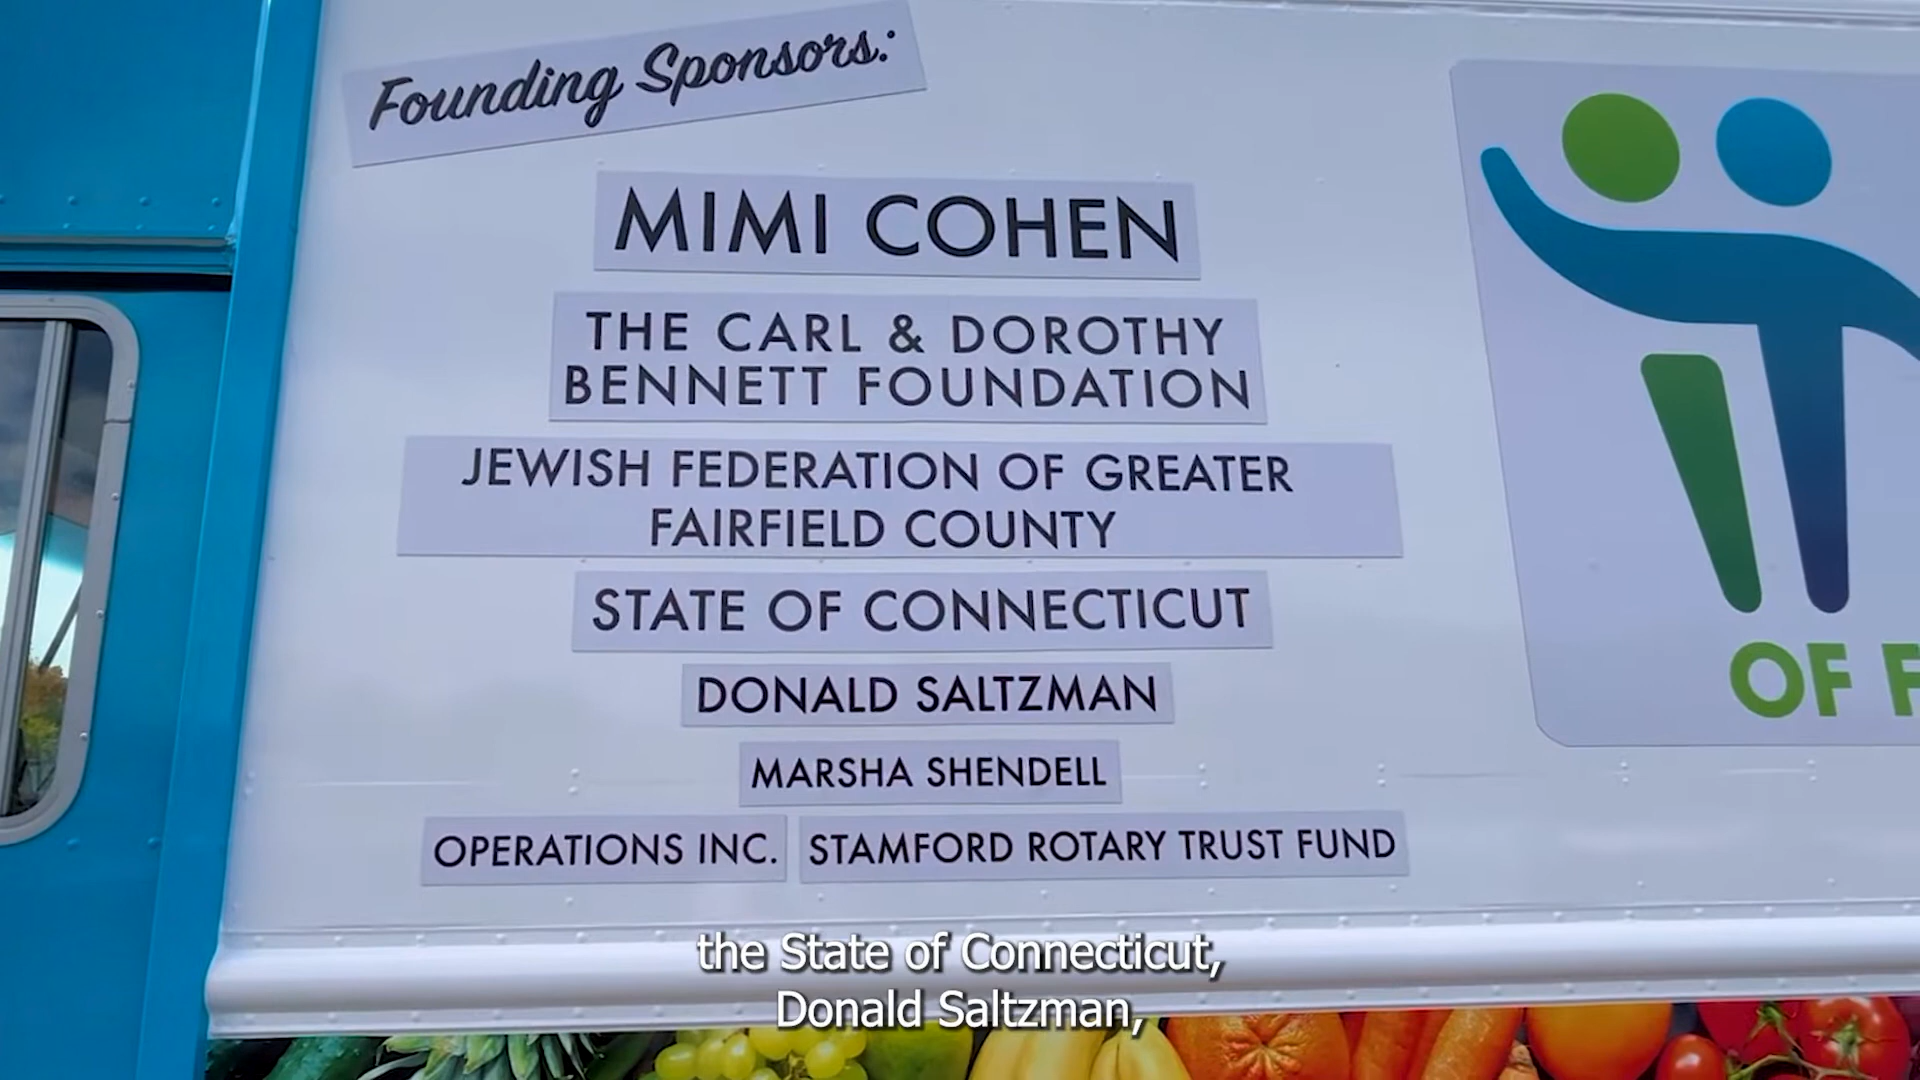 Founding Sponsors:
MIMI COHEN
THE CARL & DOROTHY
BENNETT FOUNDATION
JEWISH FEDERATION OF GREATER
FAIRFIELD COUNTY
STATE OF CONNECTICUT
DONALD SALTZMAN
MARSHA SHENDELL
OPERATIONS INC. STAMFORD ROTARY TRUST FUND
OF F
the State of Connecticut,
Donald Saltzman,